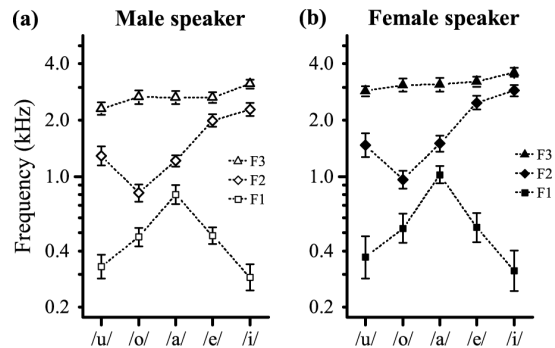 (a) Male speaker
Frequency (kHz)
4.0
2.0
1.0
0.4
0.2
F3
F2
F1
/u/ /o/ /a/ /e/ /i/
(b) Female speaker
4.0
2.0
1.0
0.4
0.2
F3
F2
F1
/u/ /o/ /a/ /e/ /i/